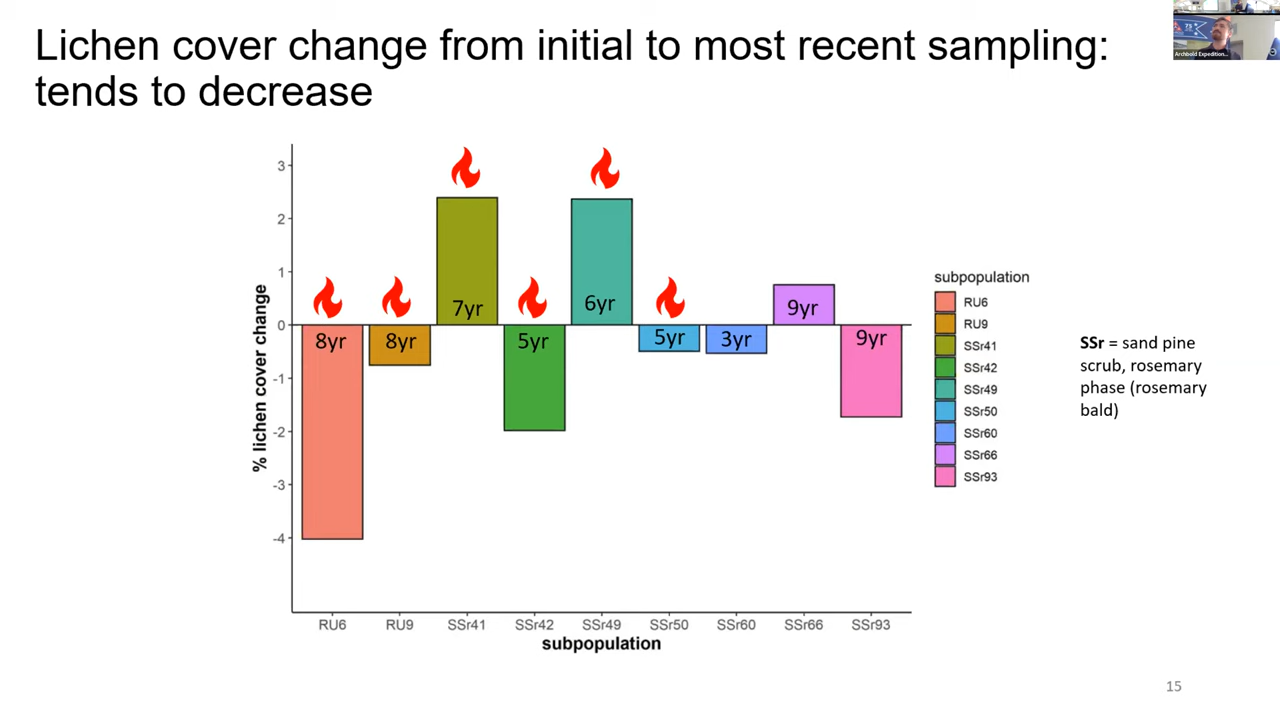 Lichen cover change from initial to most recent sampling:
tends to decrease
75
Archbold Expedition...
% lichen cover change
3
2
1
0
-1
-2
-3
-4
8yr
8yr
7yr
5yr
6yr
5yr
3yr
9yr
9yr
RU6
RU9
SSr41
SSr42
SSr49
SSr50
SSr60
SSr66
SSr93
subpopulation
subpopulation
RU6
RU9
SSr41
SSr42
SSr49
SSr50
SSr60
SSr66
SSr93
SSr = sand pine
scrub, rosemary
phase (rosemary
bald)
15